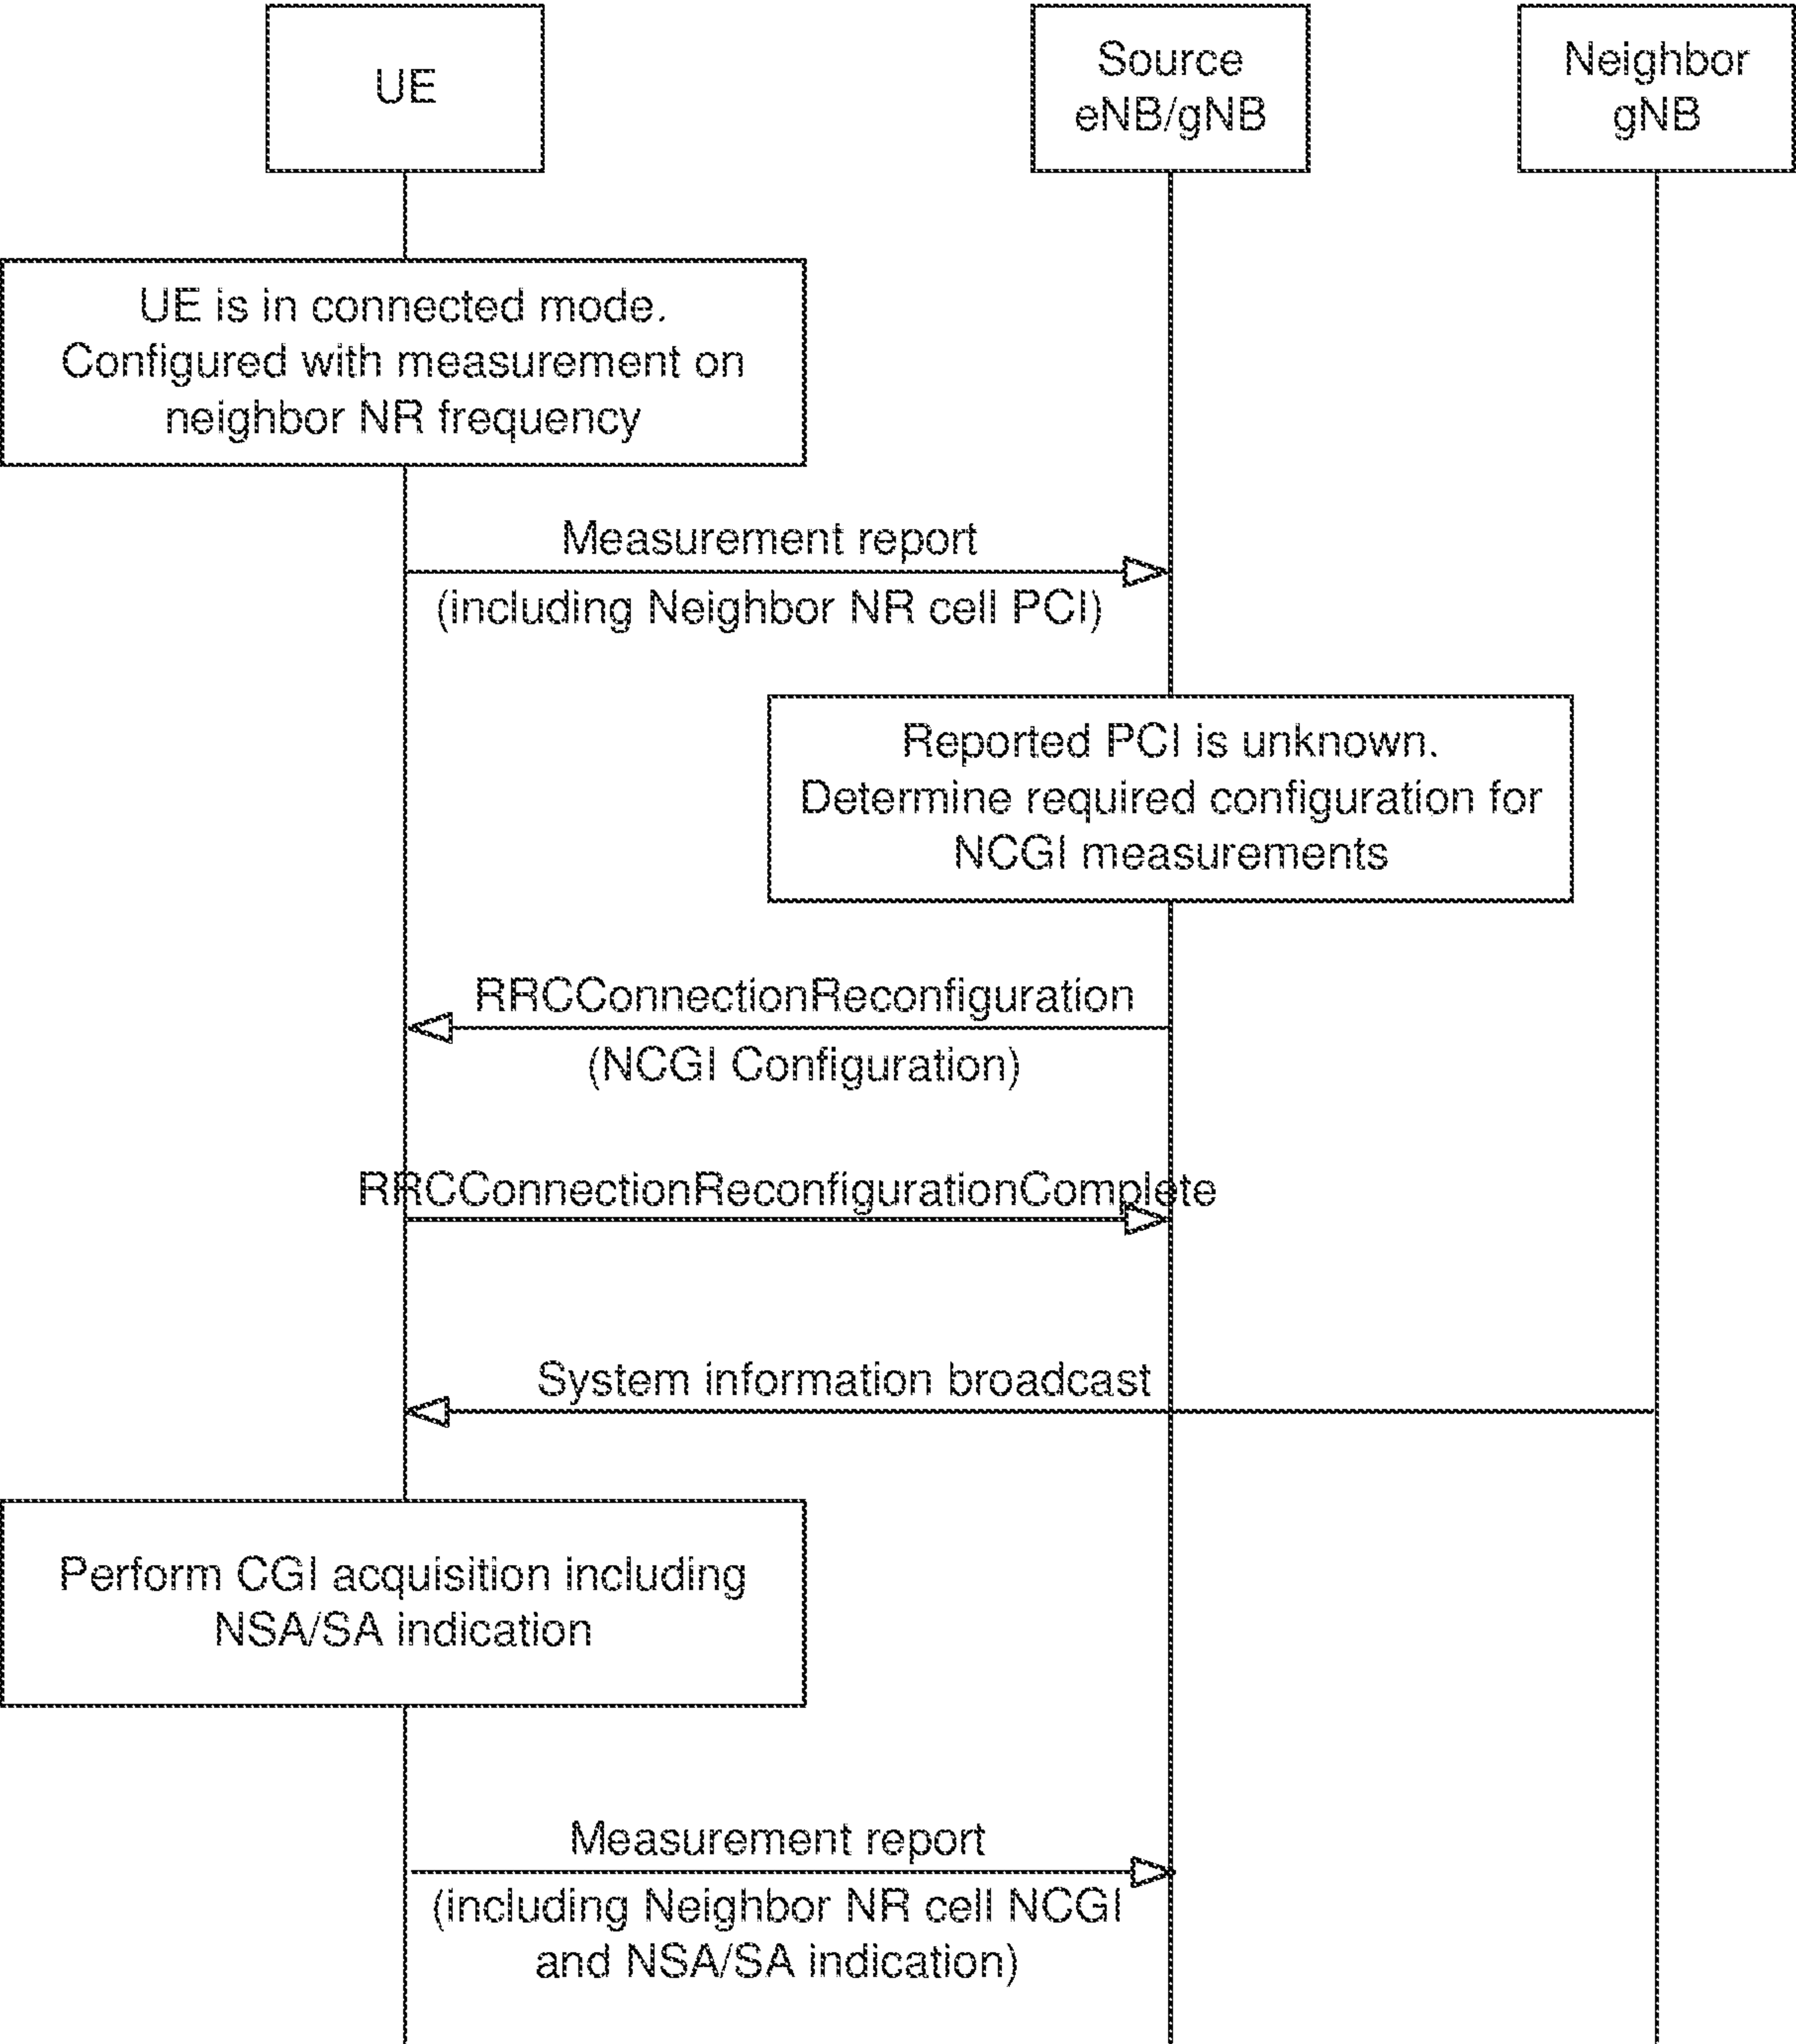 UE
Source
eNB/gNB
Neighbor
gNB
UE is in connected mode.
Configured with measurement on
neighbor NR frequency
Measurement report
(including Neighbor NR cell PCI)
Reported PCI is unknown.
Determine required configuration for
NCGI measurements
RRCConnectionReconfiguration
(NCGI Configuration)
RRCConnectionReconfigurationComplete
System information broadcast
Perform CGI acquisition including
NSA/SA indication
Measurement report
(including Neighbor NR cell NCGI
and NSA/SA indication)